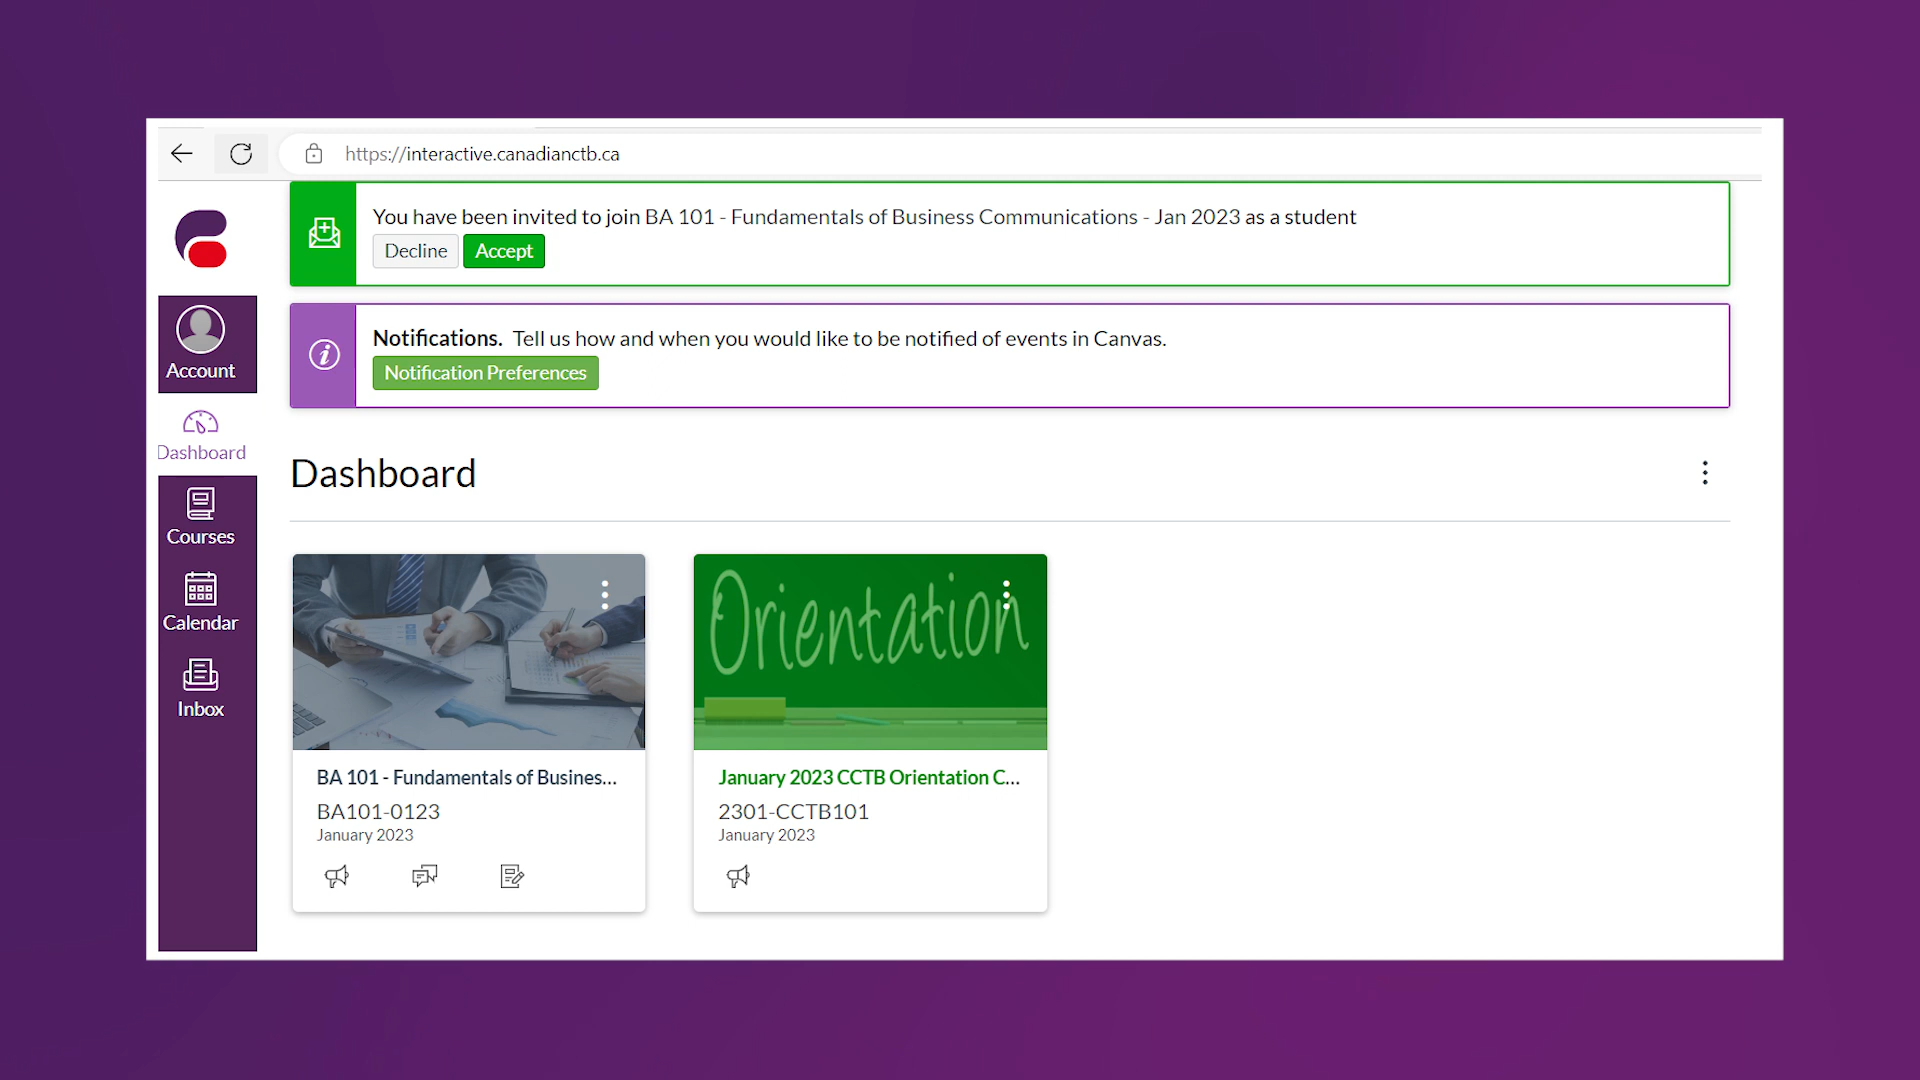 https://interactive.canadianctb.ca
You have been invited to join BA 101 - Fundamentals of Business Communications - Jan 2023 as a student
Decline Accept
Notifications. Tell us how and when you would like to be notified of events in Canvas.
Notification Preferences
Account
Dashboard
Courses
Calendar
Inbox
Dashboard
BA 101 - Fundamentals of Busines...
BA101-0123
January 2023
Orientation
January 2023 CCTB Orientation C...
2301-CCTB101
January 2023